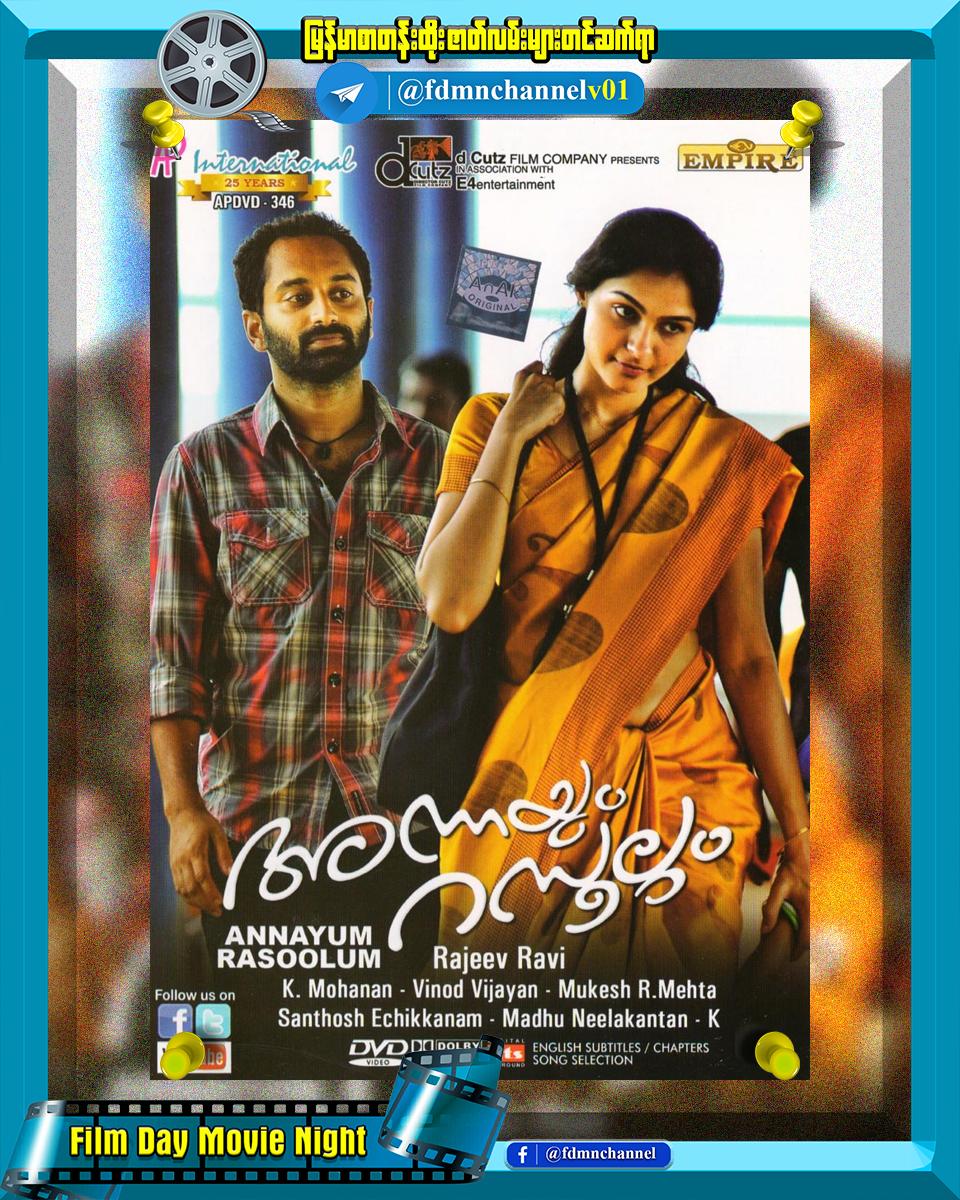 မြန်မာစာတန်းထိုးဇာတ်လမ်းများတင်ဆက်ရာ
@fdmnchannelv01
AP International
25 YEARS
APDVD - 346
d cutz
d Cutz FILM COMPANY PRESENTS
IN ASSOCIATION WITH
E4entertainment
EMPIRE
ORIGINAL
അന്നയും
റസൂലും
ANNAYUM
RASOOLUM
Rajeev Ravi
K. Mohanan - Vinod Vijayan - Mukesh R.Mehta
Santhosh Echikkanam - Madhu Neelakantan - K
Follow us on
DVD
VIDEO
DOLBY
ENGLISH SUBTITLES / CHAPTERS
SONG SELECTION
Film Day Movie Night
@fdmnchannel